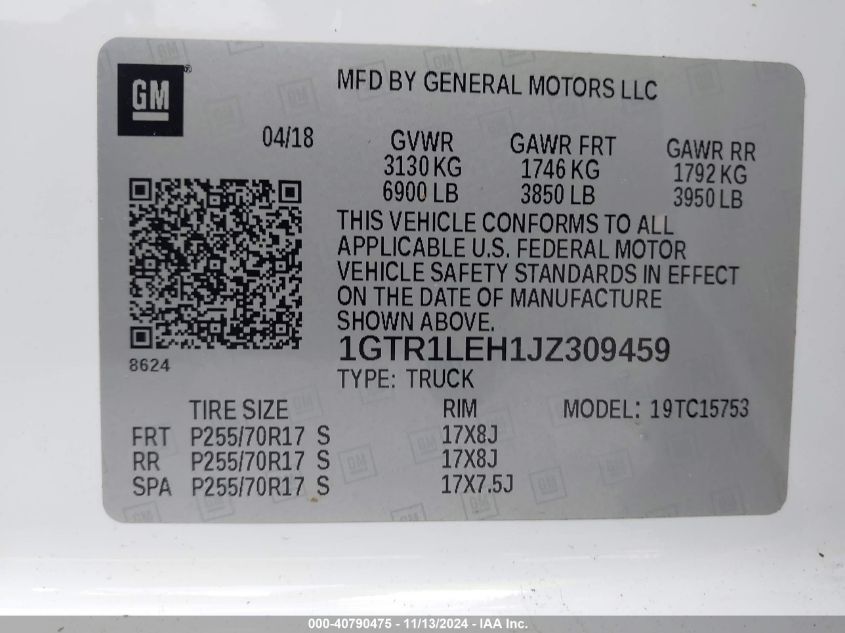 GM
MFD BY GENERAL MOTORS LLC
04/18
GVWR GAWR FRT GAWR RR
3130 KG 1746 KG 1792 KG
6900 LB 3850 LB 3950 LB
THIS VEHICLE CONFORMS TO ALL
APPLICABLE U.S. FEDERAL MOTOR
VEHICLE SAFETY STANDARDS IN EFFECT
ON THE DATE OF MANUFACTURE
SHOWN ABOVE.
8624
1GTR1LEH1JZ309459
TYPE: TRUCK
TIRE SIZE RIM MODEL: 19TC15753
FRT P255/70R17 S 17X8J
RR P255/70R17 S 17X8J
SPA P255/70R17 S 17X7.5J
000-40790475 - 11/13/2024 - IAA Inc.